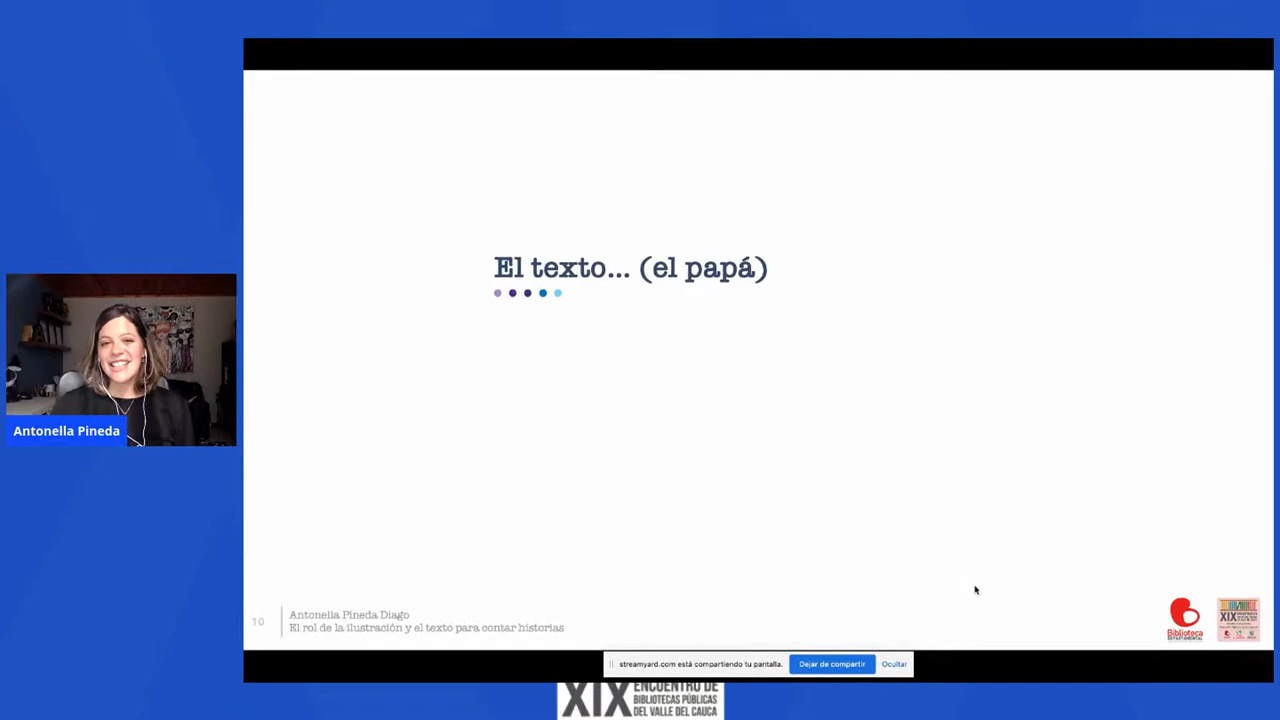 El texto... (el papá)
Antonella Pineda
10
Antonella Pineda Diago
El rol de la ilustración y el texto para contar historias
Biblioteca
DEPARTAMENTAL
XIX
streamyard.com está compartiendo tu pantalla.
Dejar de compartir
Ocultar
XIX
ENCUENTRO DE
BIBLIOTECAS PÚBLICAS
DEL VALLE DEL CAUCA